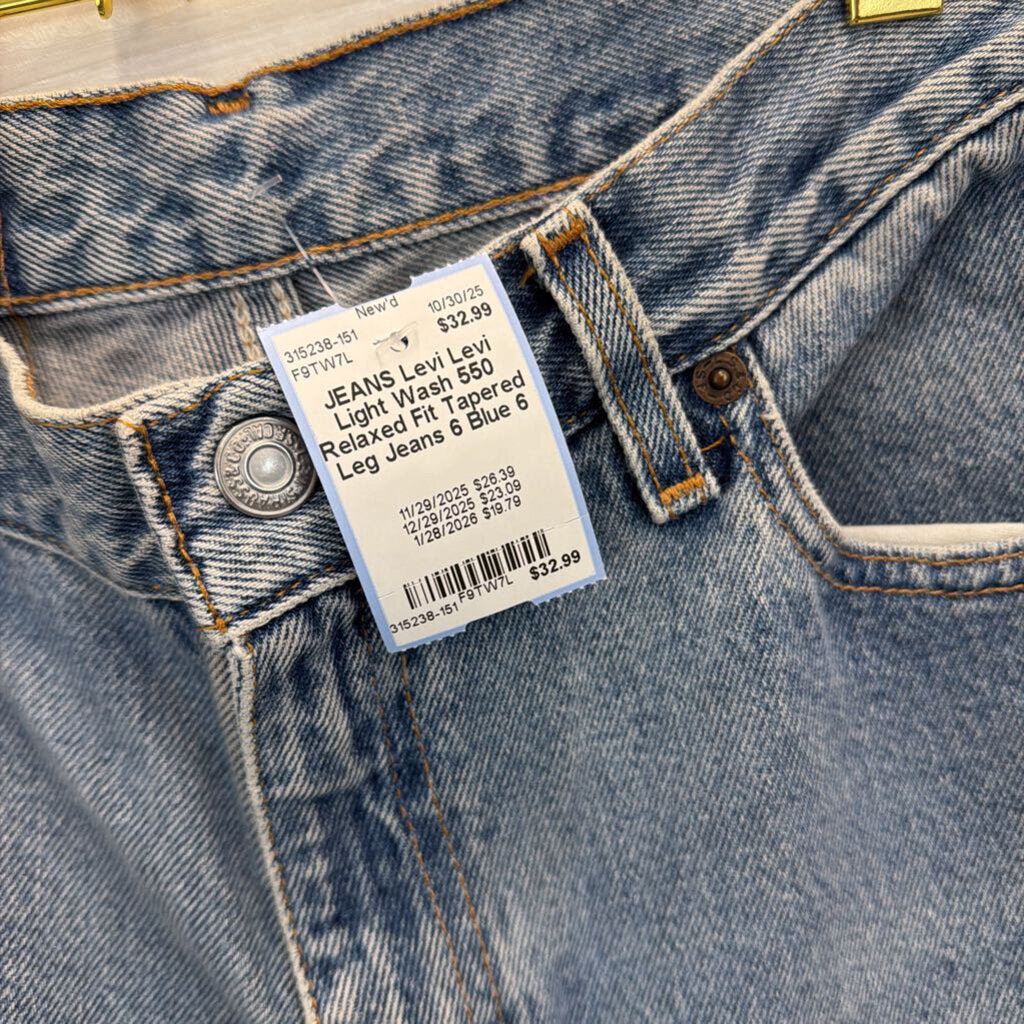 New'd
315238-151 10/30/25
F9TW7L $32.99
JEANS Levi Levi
Light Wash 550
Relaxed Fit Tapered
Leg Jeans 6 Blue 6
11/29/2025 $26.39
12/29/2025 $23.09
1/28/2026 $19.79
315238-151 F9TW7L $32.99